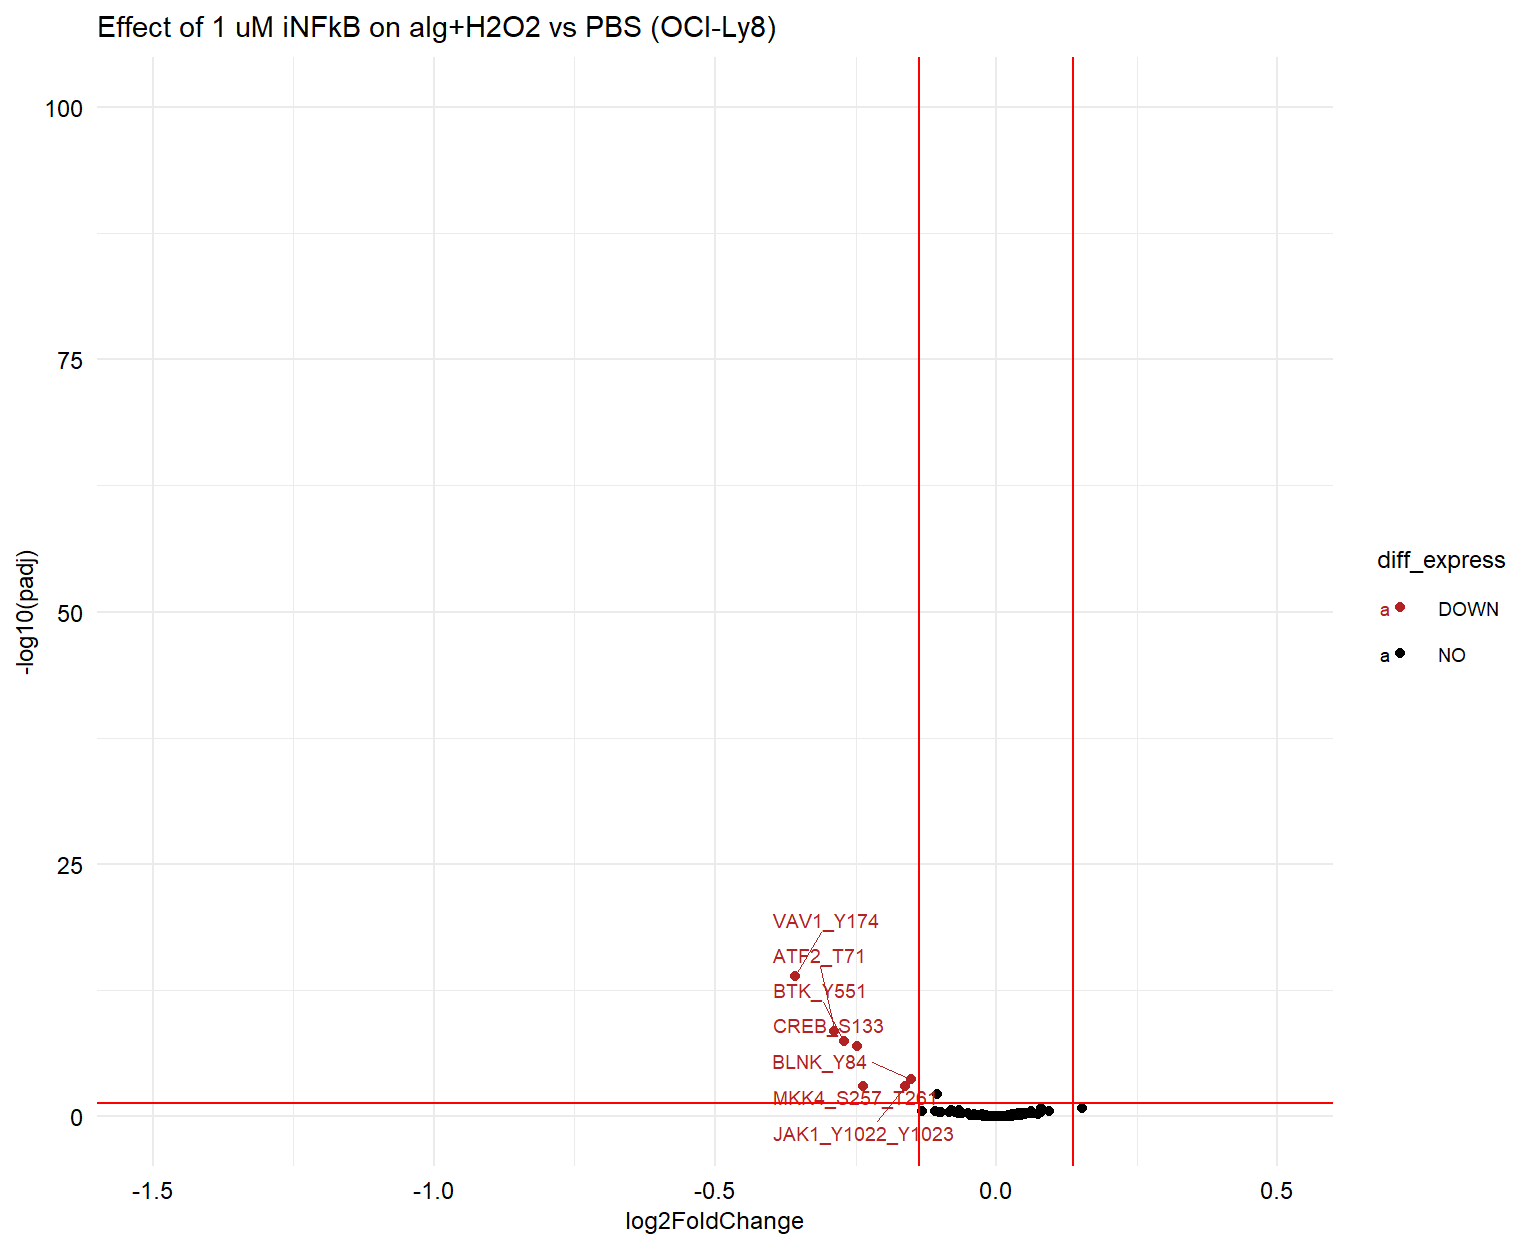 Effect of 1 uM iNFkB on alg+H2O2 vs PBS (OCI-Ly8)
100
75
50
25
0
-log10(padj)
VAV1_Y174
ATF2_T71
BTK_Y551
CREB_S133
BLNK_Y84
MKK4_S257_T261
JAK1_Y1022_Y1023
-1.5
-1.0
-0.5
0.0
0.5
log2FoldChange
diff_express
a DOWN
a NO